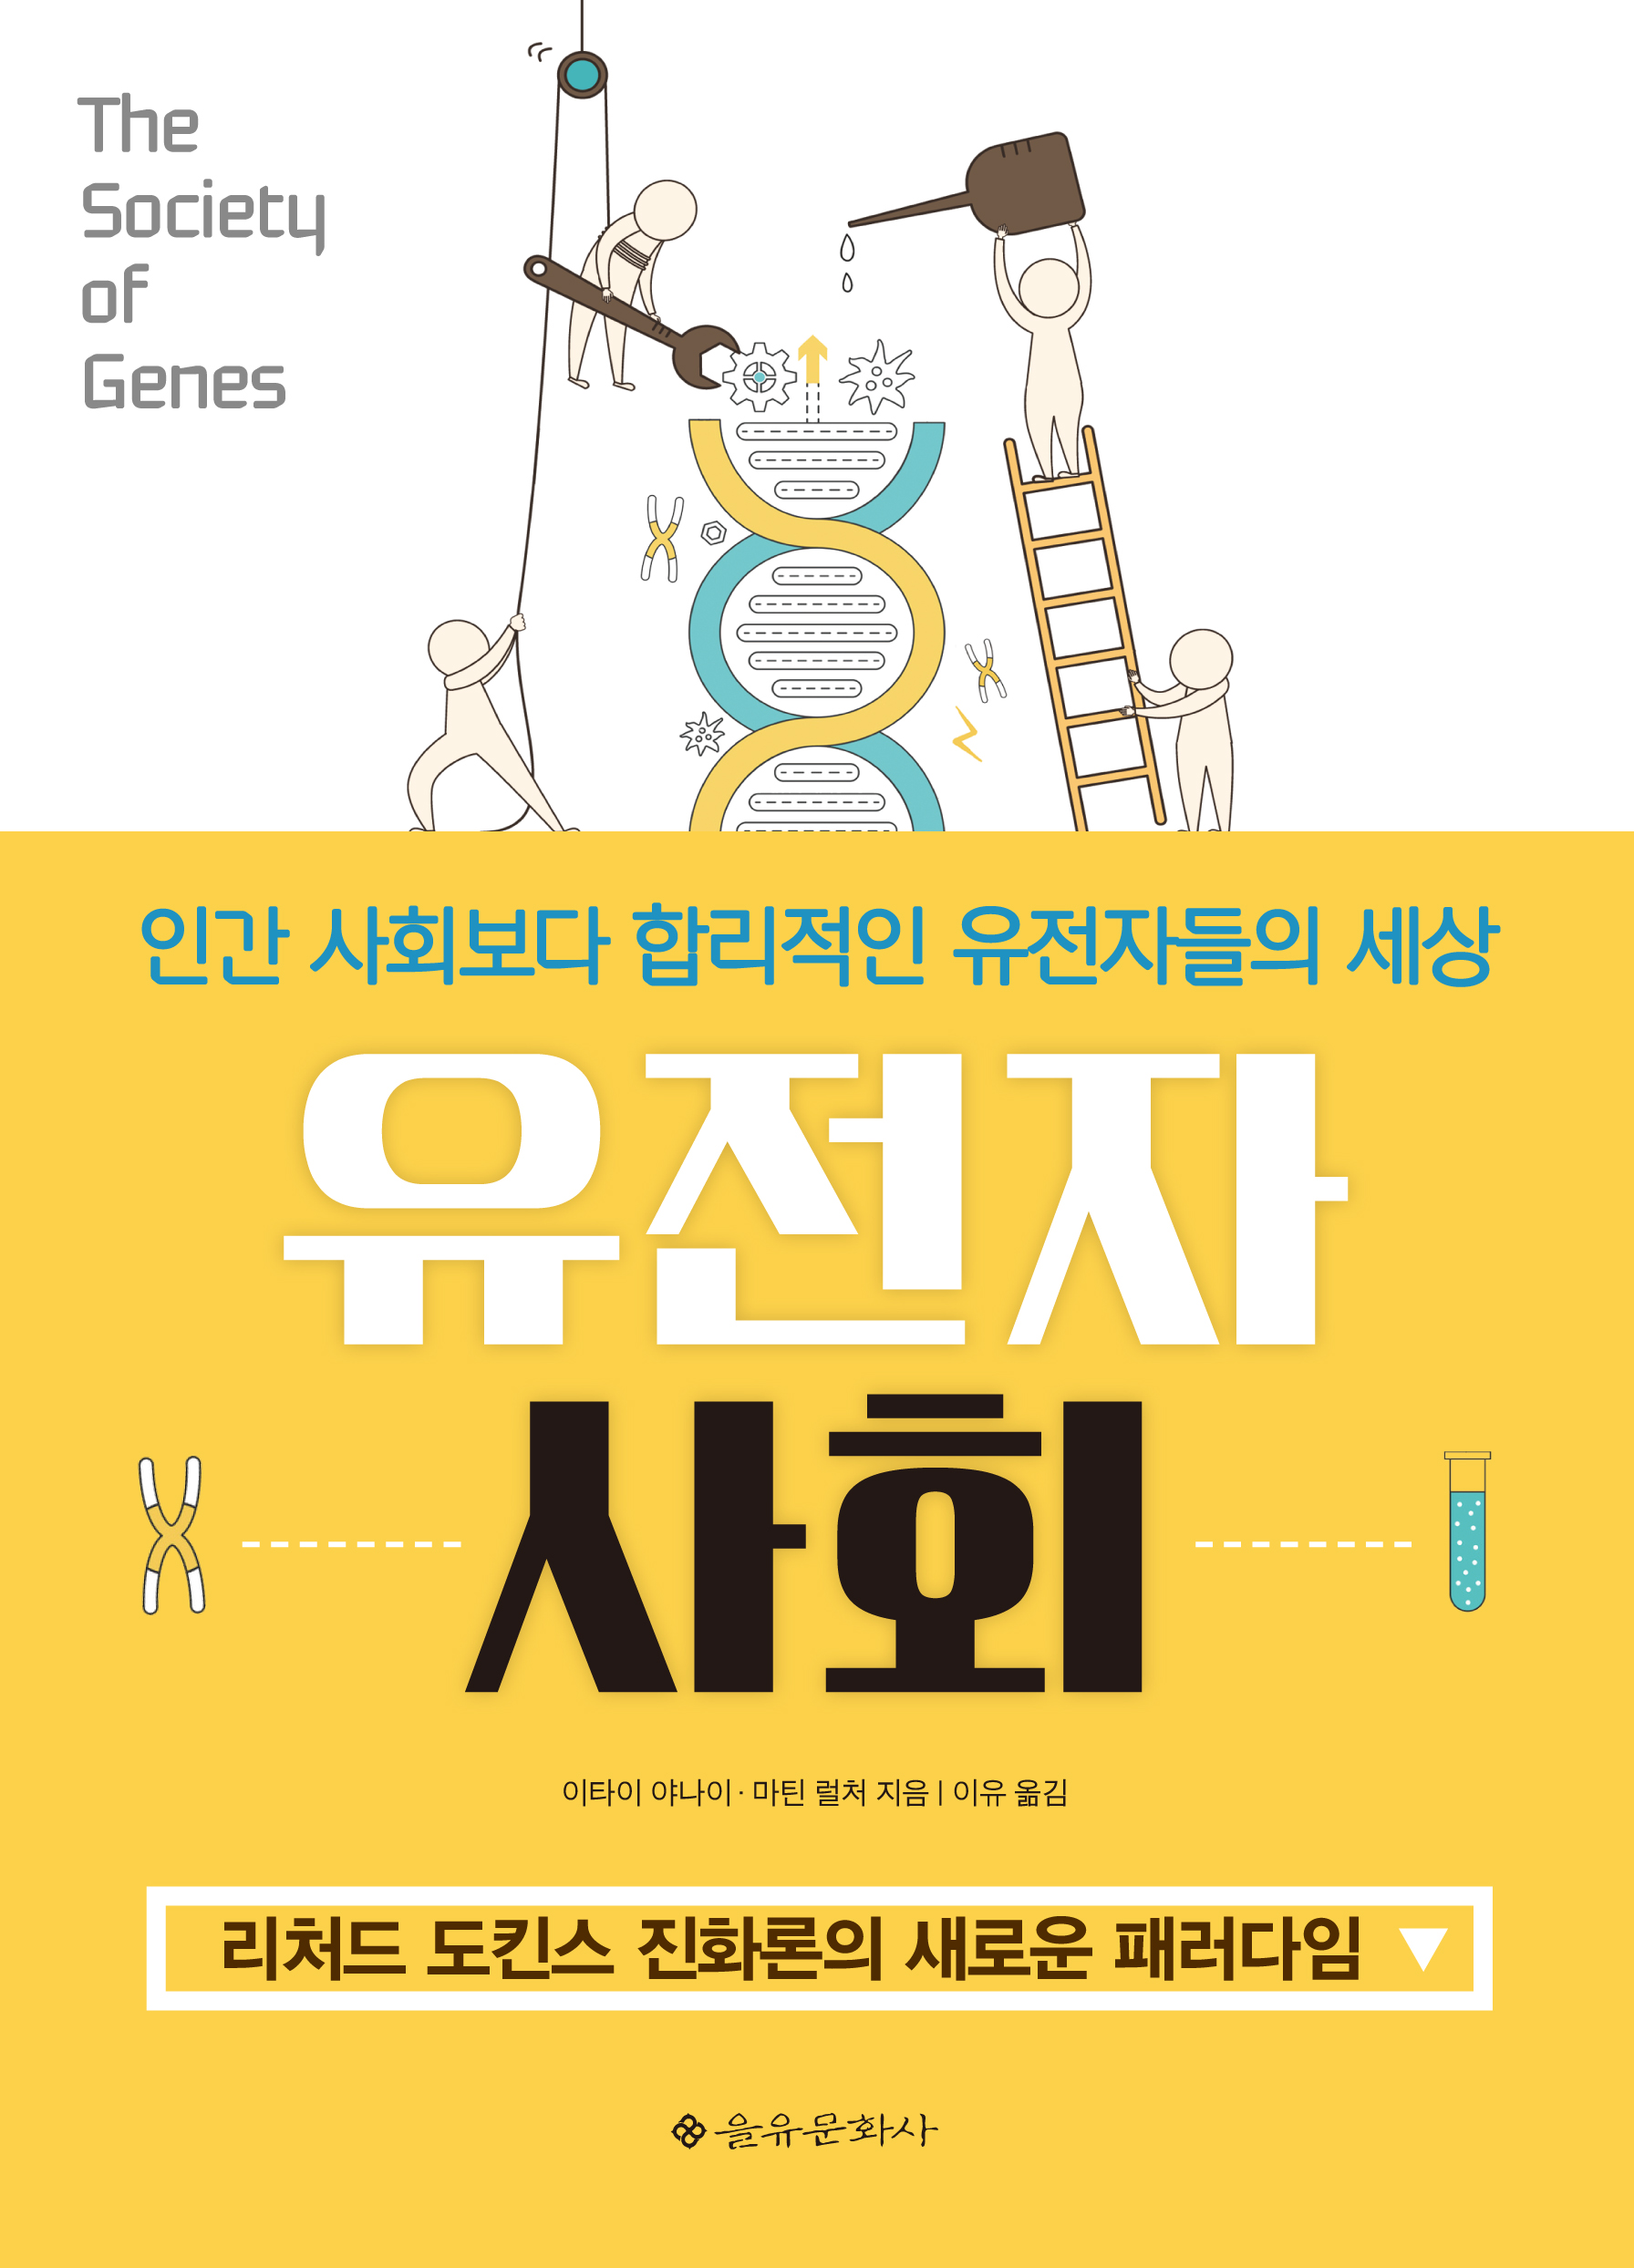 The
Society
of
Genes
인간 사회보다 합리적인 유전자들의 세상
유전자
사회
이타이 야나이·마틴 럴처 지음 | 이유 옮김
리처드 도킨스 진화론의 새로운 패러다임
을유문화사